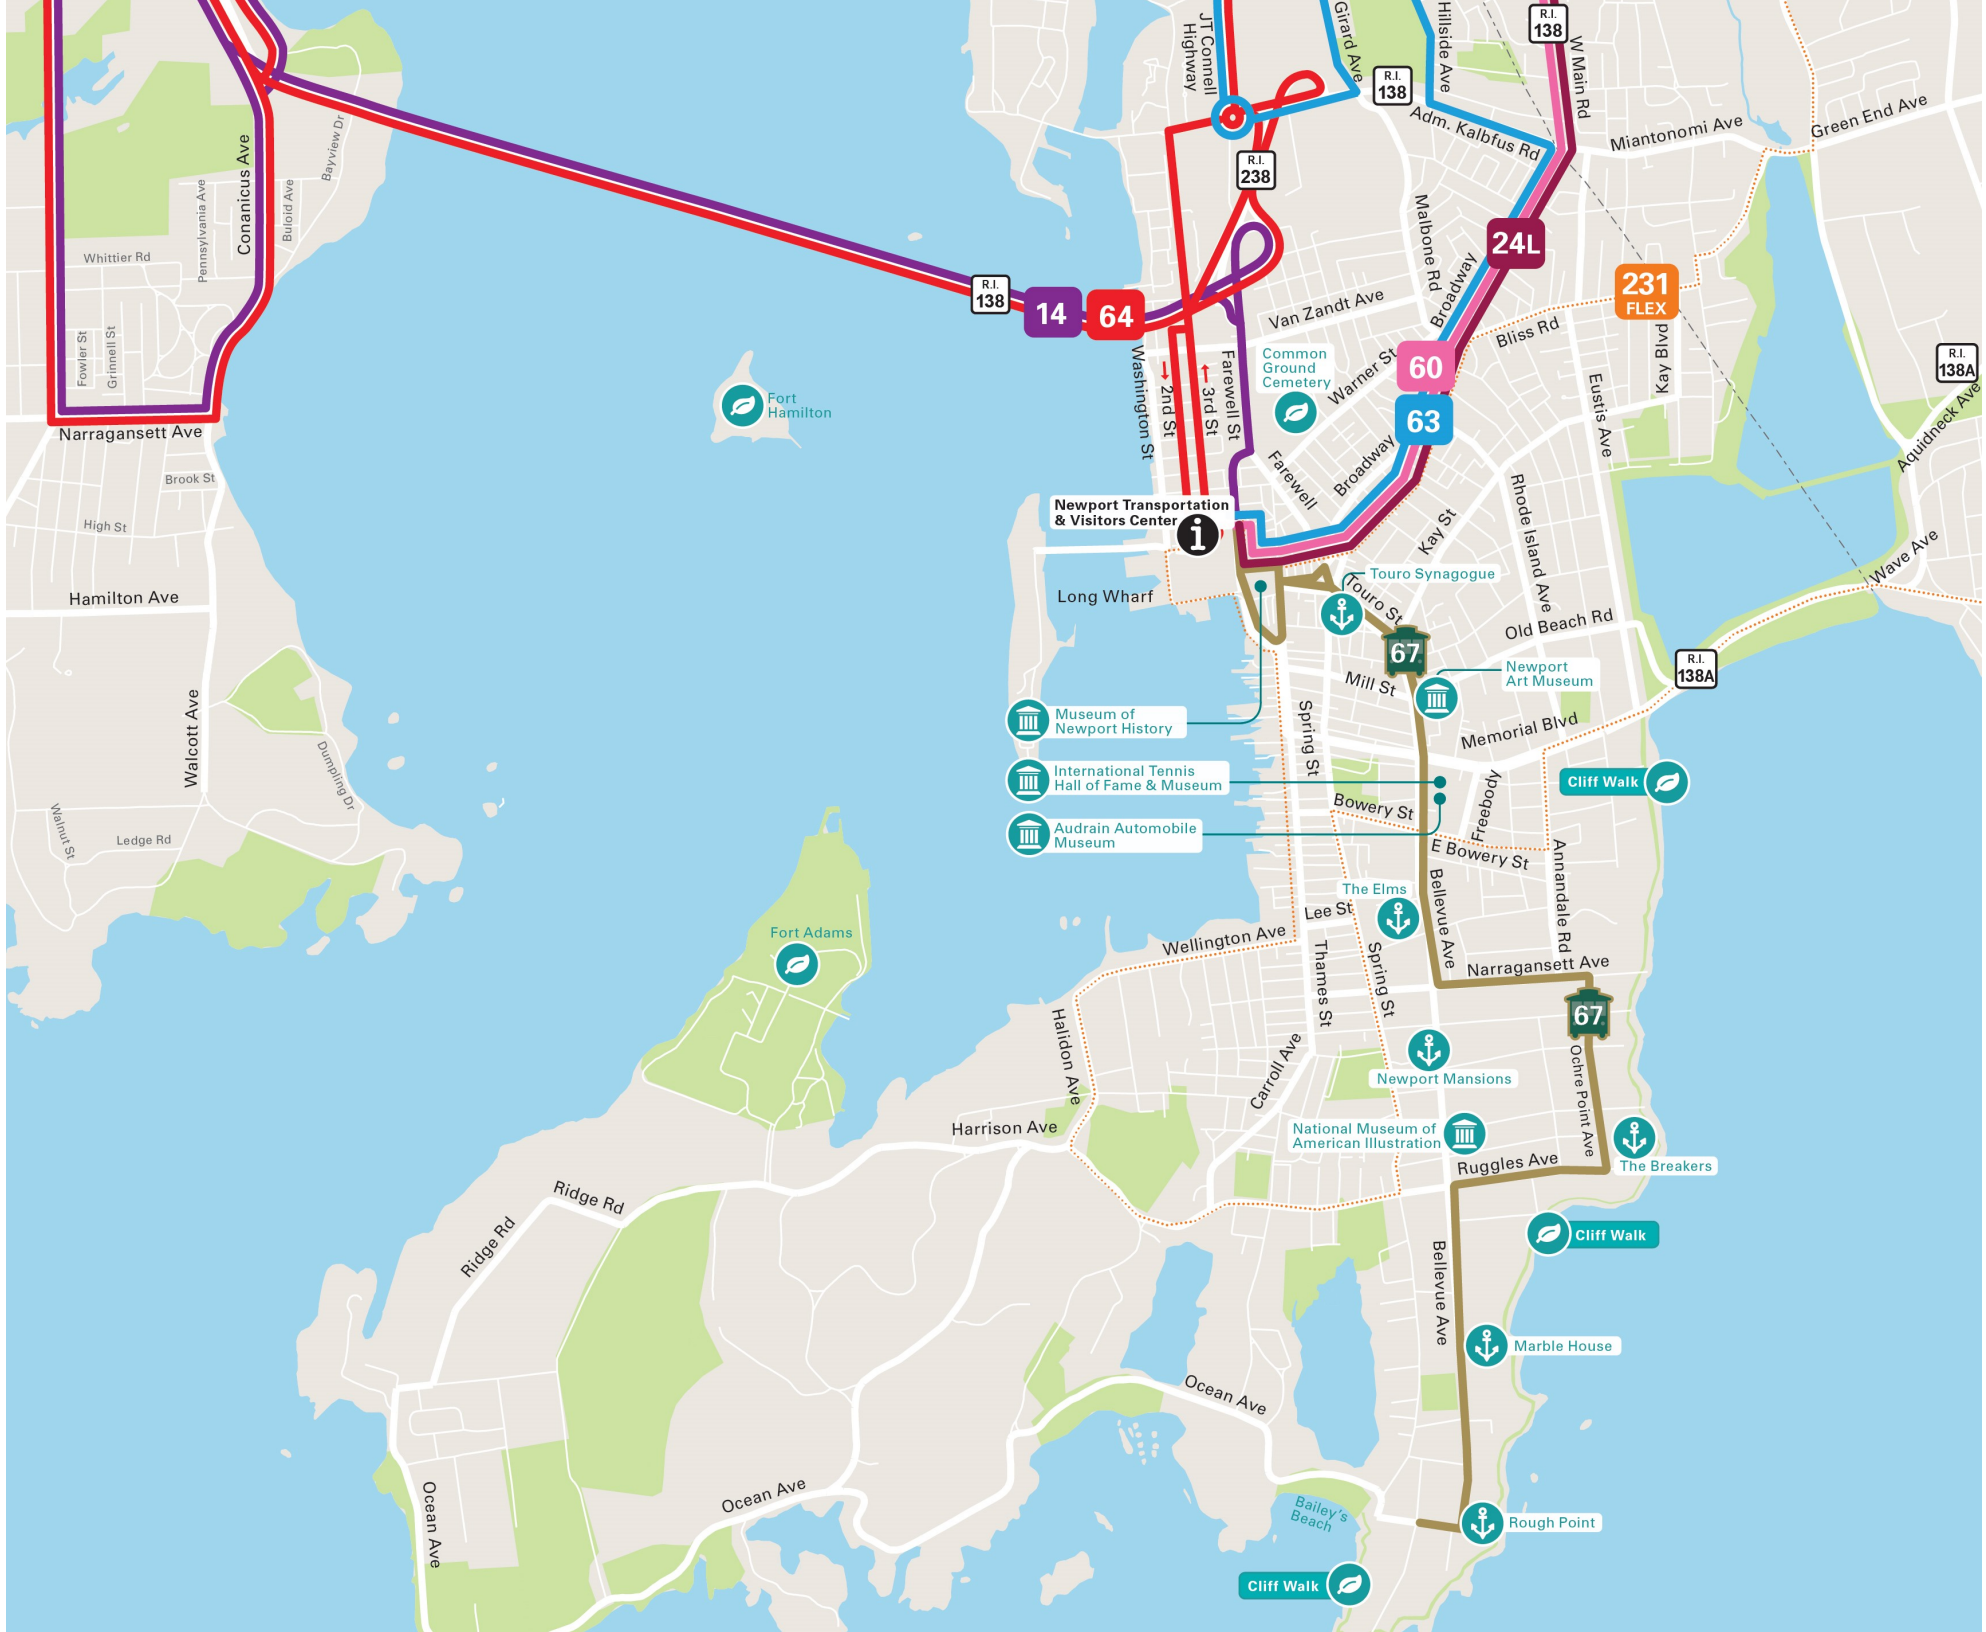 JT Connell
Highway
Girard Ave
Hillside Ave
R.I.
138
W Main Rd
R.I.
138
Adm. Kalbfus Rd
Miantonomi Ave
Green End Ave
R.I.
238
Conanicus Ave
Bayview Dr
Pennsylvania Ave
Buloid Ave
Whittier Rd
Fowler St
Grinnell St
Narragansett Ave
Brook St
High St
Hamilton Ave
Walcott Ave
Dumpling Dr
Walnut St
Ledge Rd
R.I.
138
14
64
Malbone Rd
Broadway
24L
231
FLEX
Van Zandt Ave
Bliss Rd
Kay Blvd
R.I.
138A
Aquidneck Ave
Eustis Ave
Fort
Hamilton
Washington St
2nd St
3rd St
Farewell St
Common
Ground
Cemetery
Warner St
60
63
Farewell
Broadway
Kay St
Rhode Island Ave
Wave Ave
Newport Transportation
& Visitors Center
i
Long Wharf
Touro Synagogue
Touro St
Old Beach Rd
67
R.I.
138A
Newport
Art Museum
Mill St
Museum of
Newport History
Spring St
Memorial Blvd
International Tennis
Hall of Fame & Museum
Cliff Walk
Bowery St
Freebody
Audrain Automobile
Museum
E Bowery St
Annandale Rd
The Elms
Bellevue Ave
Lee St
Fort Adams
Wellington Ave
Thames St
Spring St
Narragansett Ave
67
Halidon Ave
Carroll Ave
Ochre Point Ave
Newport Mansions
Harrison Ave
National Museum of
American Illustration
Ruggles Ave
The Breakers
Ridge Rd
Ridge Rd
Cliff Walk
Bellevue Ave
Marble House
Ocean Ave
Ocean Ave
Ocean Ave
Bailey's
Beach
Rough Point
Cliff Walk